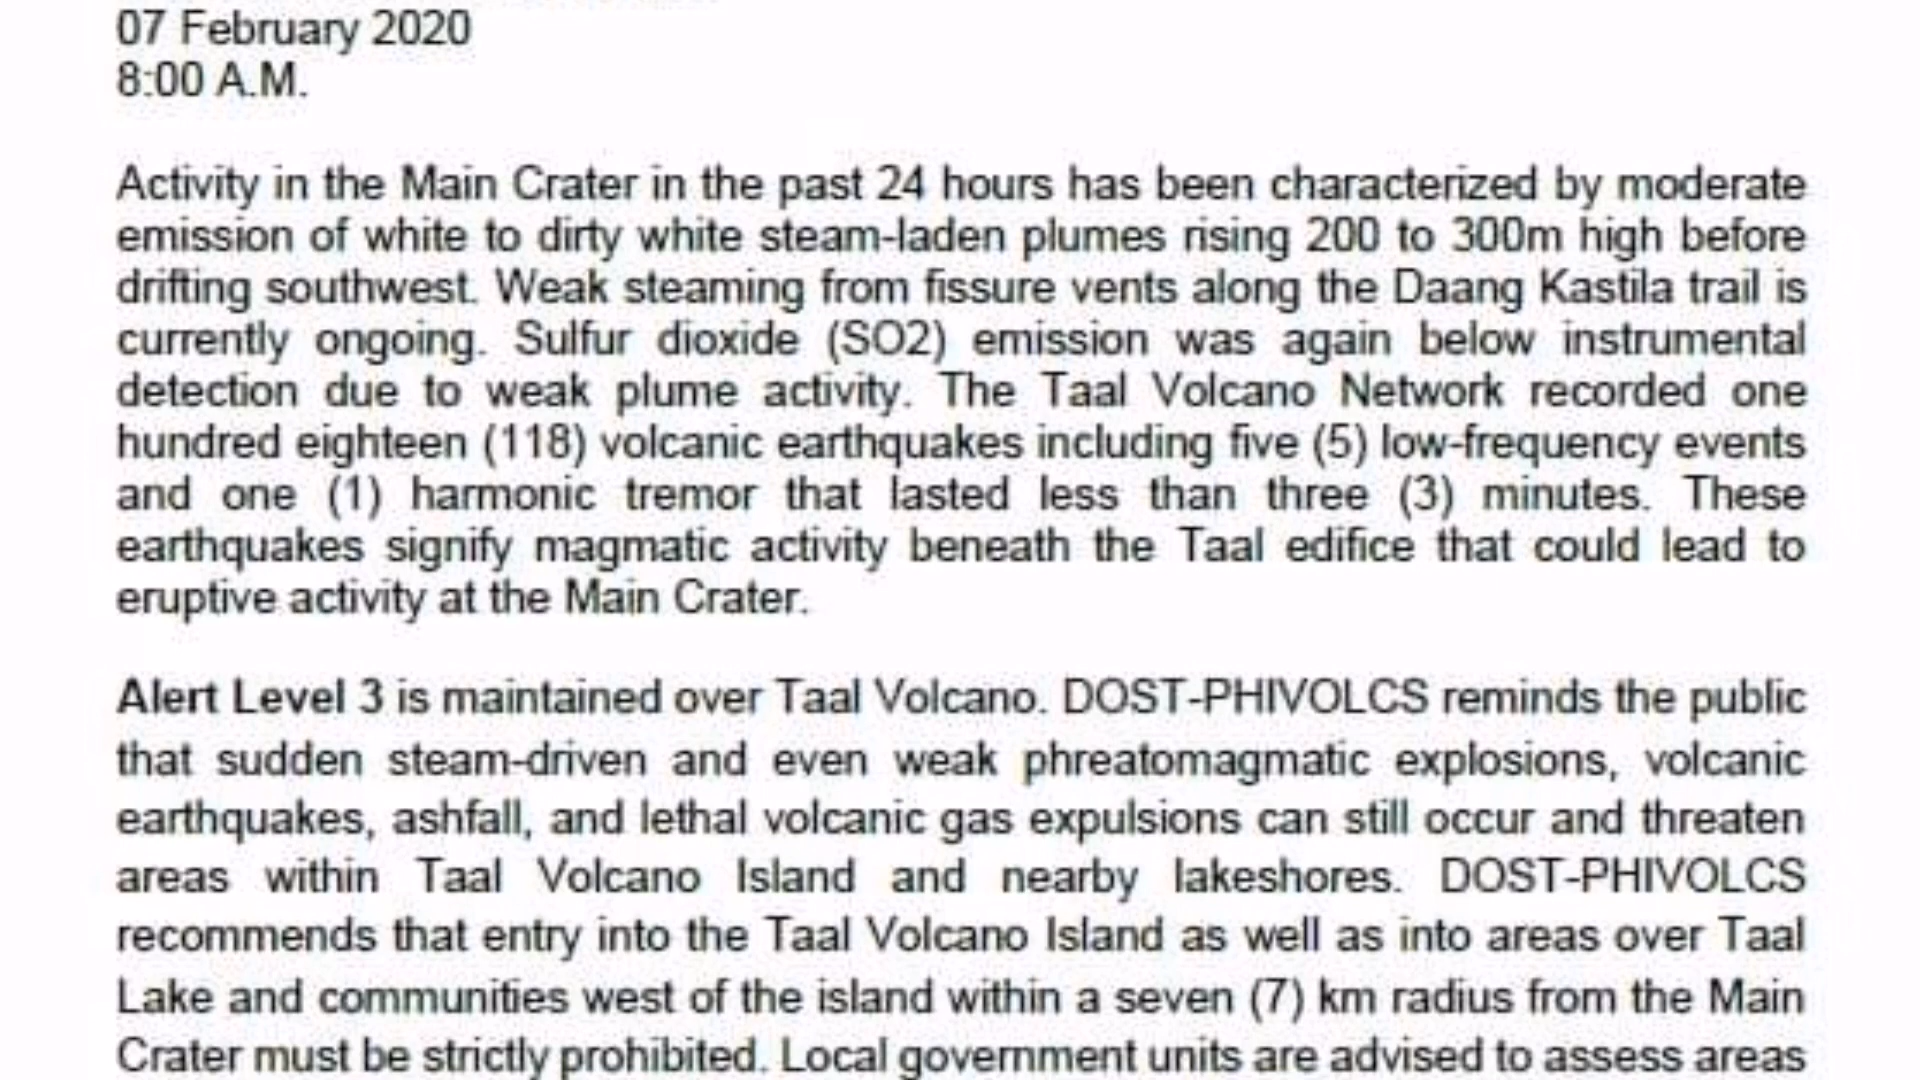 07 February 2020
8:00 A.M.
Activity in the Main Crater in the past 24 hours has been characterized by moderate
emission of white to dirty white steam-laden plumes rising 200 to 300m high before
drifting southwest. Weak steaming from fissure vents along the Daang Kastila trail is
currently ongoing. Sulfur dioxide (SO2) emission was again below instrumental
detection due to weak plume activity. The Taal Volcano Network recorded one
hundred eighteen (118) volcanic earthquakes including five (5) low-frequency events
and one (1) harmonic tremor that lasted less than three (3) minutes. These
earthquakes signify magmatic activity beneath the Taal edifice that could lead to
eruptive activity at the Main Crater.
Alert Level 3 is maintained over Taal Volcano. DOST-PHIVOLCS reminds the public
that sudden steam-driven and even weak phreatomagmatic explosions, volcanic
earthquakes, ashfall, and lethal volcanic gas expulsions can still occur and threaten
areas within Taal Volcano Island and nearby lakeshores. DOST-PHIVOLCS
recommends that entry into the Taal Volcano Island as well as into areas over Taal
Lake and communities west of the island within a seven (7) km radius from the Main
Crater must be strictly prohibited. Local government units are advised to assess areas